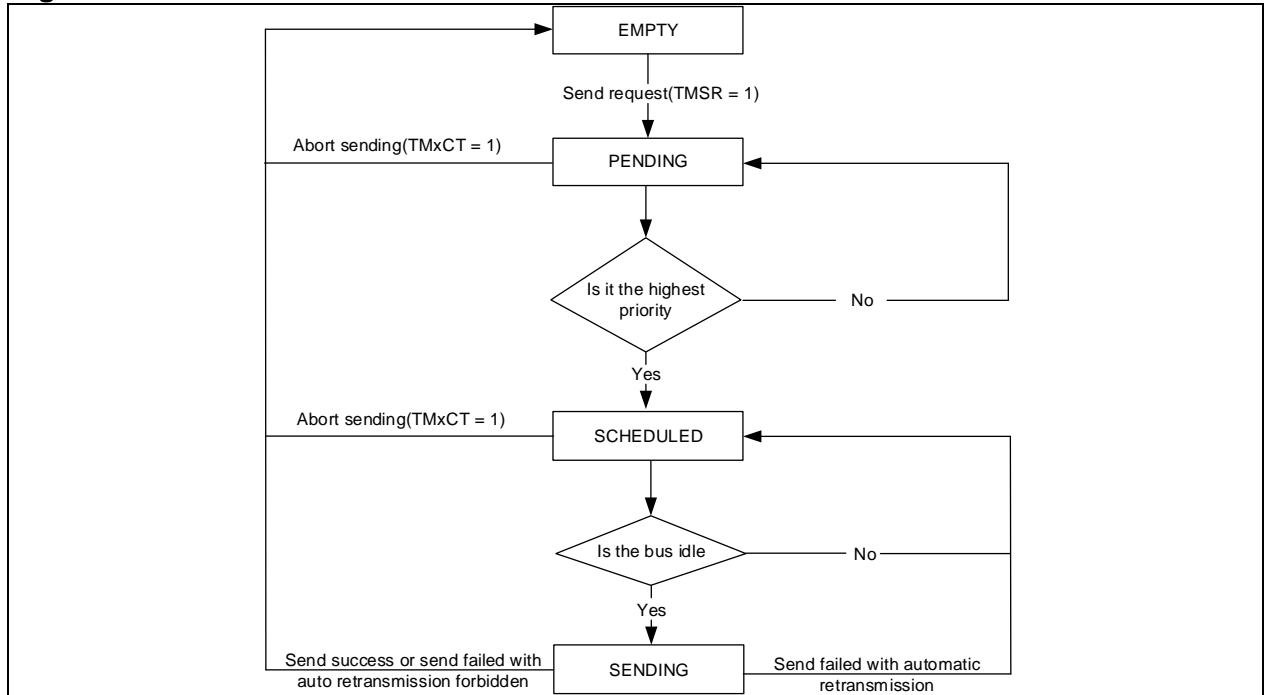 EMPTY
Send request(TMSR = 1)
Abort sending(TMxCT = 1)
PENDING
Is it the highest
priority
No
Yes
Abort sending(TMxCT = 1)
SCHEDULED
Is the bus idle
No
Yes
Send success or send failed with
auto retransmission forbidden
SENDING
Send failed with automatic
retransmission